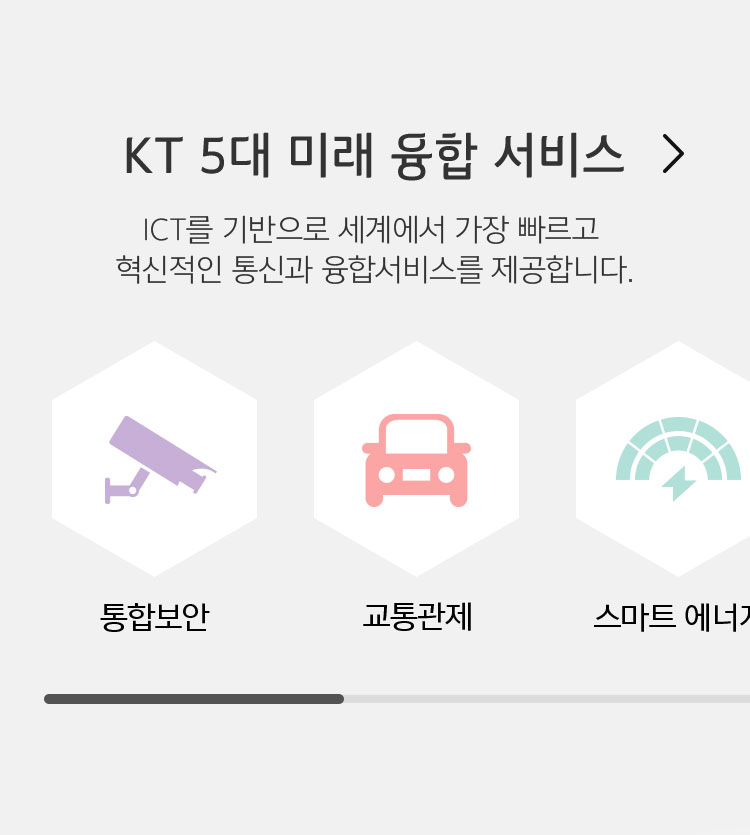 KT 5대 미래 융합 서비스
ICT를 기반으로 세계에서 가장 빠르고
혁신적인 통신과 융합서비스를 제공합니다.
통합보안
교통관제
스마트 에너지